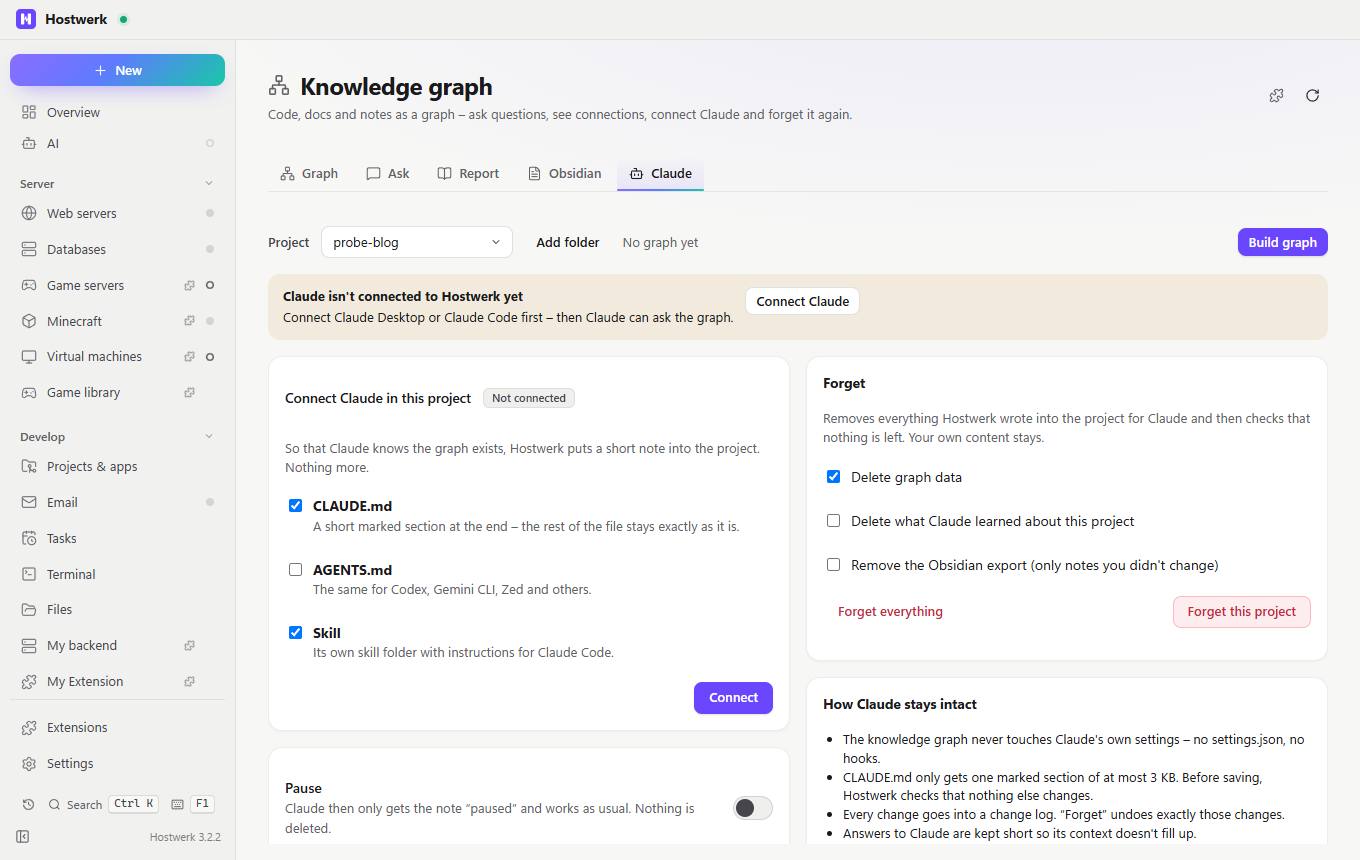 Hostwerk
New
Overview
AI
Server
Web servers
Databases
Game servers
Minecraft
Virtual machines
Game library
Develop
Projects & apps
Email
Tasks
Terminal
Files
My backend
My Extension
Extensions
Settings
Search Ctrl K F1
Hostwerk 3.2.2
Knowledge graph
Code, docs and notes as a graph – ask questions, see connections, connect Claude and forget it again.
Graph Ask Report Obsidian Claude
Project probe-blog Add folder No graph yet Build graph
Claude isn't connected to Hostwerk yet
Connect Claude Desktop or Claude Code first – then Claude can ask the graph.
Connect Claude
Connect Claude in this project Not connected
So that Claude knows the graph exists, Hostwerk puts a short note into the project.
Nothing more.
CLAUDE.md
A short marked section at the end – the rest of the file stays exactly as it is.
AGENTS.md
The same for Codex, Gemini CLI, Zed and others.
Skill
Its own skill folder with instructions for Claude Code.
Connect
Pause
Claude then only gets the note “paused” and works as usual. Nothing is
deleted.
Forget
Removes everything Hostwerk wrote into the project for Claude and then checks that
nothing is left. Your own content stays.
Delete graph data
Delete what Claude learned about this project
Remove the Obsidian export (only notes you didn't change)
Forget everything Forget this project
How Claude stays intact
The knowledge graph never touches Claude's own settings – no settings.json, no
hooks.
CLAUDE.md only gets one marked section of at most 3 KB. Before saving,
Hostwerk checks that nothing else changes.
Every change goes into a change log. “Forget” undoes exactly those changes.
Answers to Claude are kept short so its context doesn't fill up.